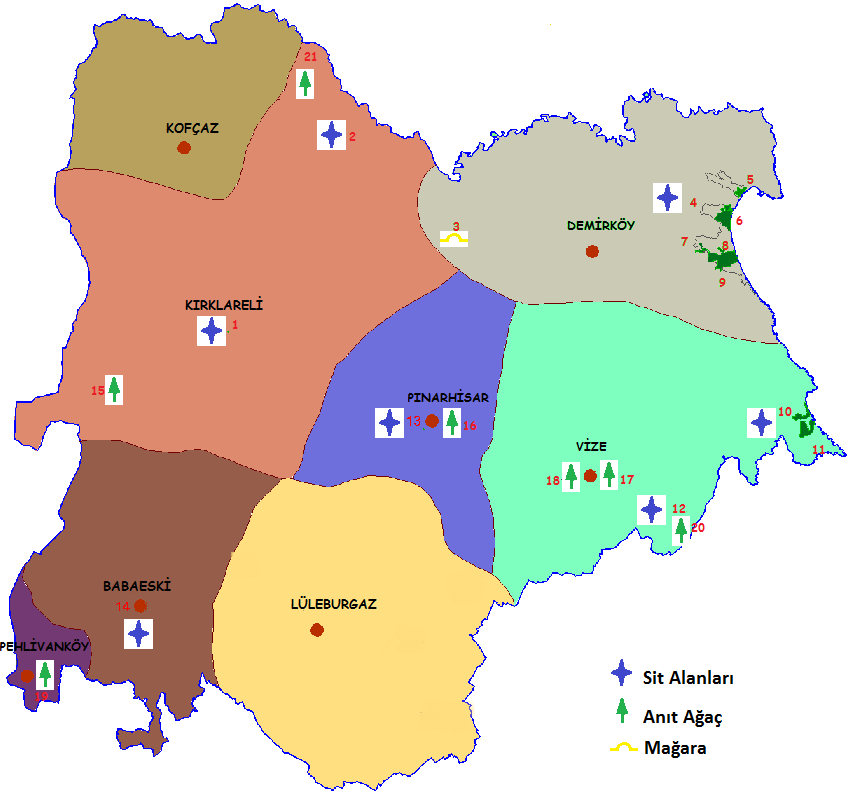 21
KOFÇAZ
2
5
4
6
3
DEMİRKÖY
7
8
9
KIRKLARELİ
1
15
PINARHİSAR
13
16
10
11
VİZE
18
17
12
20
BABAESKİ
14
LÜLEBURGAZ
PEHLİVANKÖY
19
Sit Alanları
Anıt Ağaç
Mağara